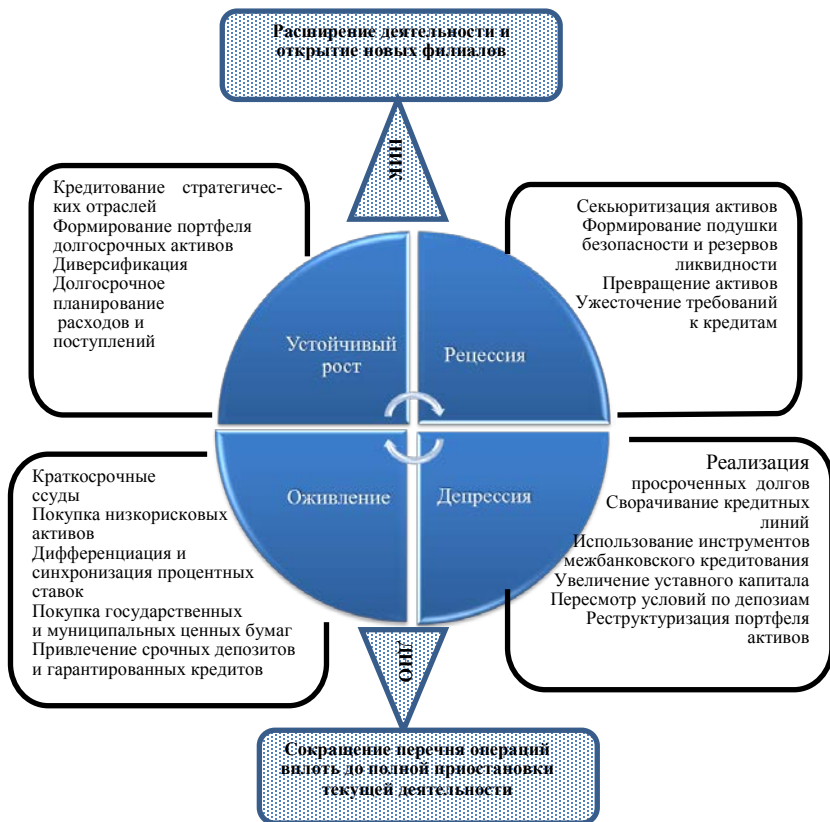 Расширение деятельности и
открытие новых филиалов
ПИК
Кредитование стратегичес-
ких отраслей
Формирование портфеля
долгосрочных активов
Диверсификация
Долгосрочное
планирование
расходов и
поступлений
Секьюритизация активов
Формирование подушки
безопасности и резервов
ликвидности
Превращение активов
Ужесточение требований
к кредитам
Устойчивый
рост
Рецессия
Оживление
Депрессия
Краткосрочные
ссуды
Покупка низкорисковых
активов
Дифференциация и
синхронизация процентных
ставок
Покупка государственных
и муниципальных ценных бумаг
Привлечение срочных депозитов
и гарантированных кредитов
Реализация
просроченных долгов
Сворачивание кредитных
линий
Использование инструментов
межбанковского кредитования
Увеличение уставного капитала
Пересмотр условий по депозиам
Реструктуризация портфеля
активов
ДНО
Сокращение перечня операций
вплоть до полной приостановки
текущей деятельности